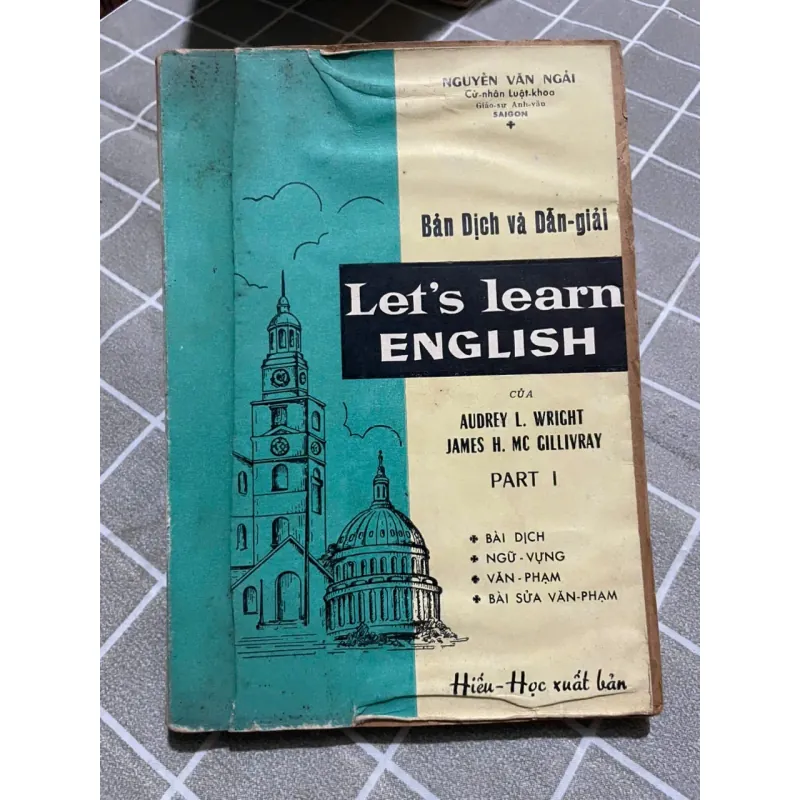 NGUYỄN VĂN NGẢI
Cử-nhân Luật-khoa
Giáo-sư Anh-văn
SAIGON
Bản Dịch và Dẫn-giải
Let's learn
ENGLISH
CỦA
AUDREY L. WRIGHT
JAMES H. MC GILLIVRAY
PART I
BÀI DỊCH
NGỮ-VỰNG
VĂN-PHẠM
BÀI SỬA VĂN-PHẠM
Hiếu-Học xuất bản